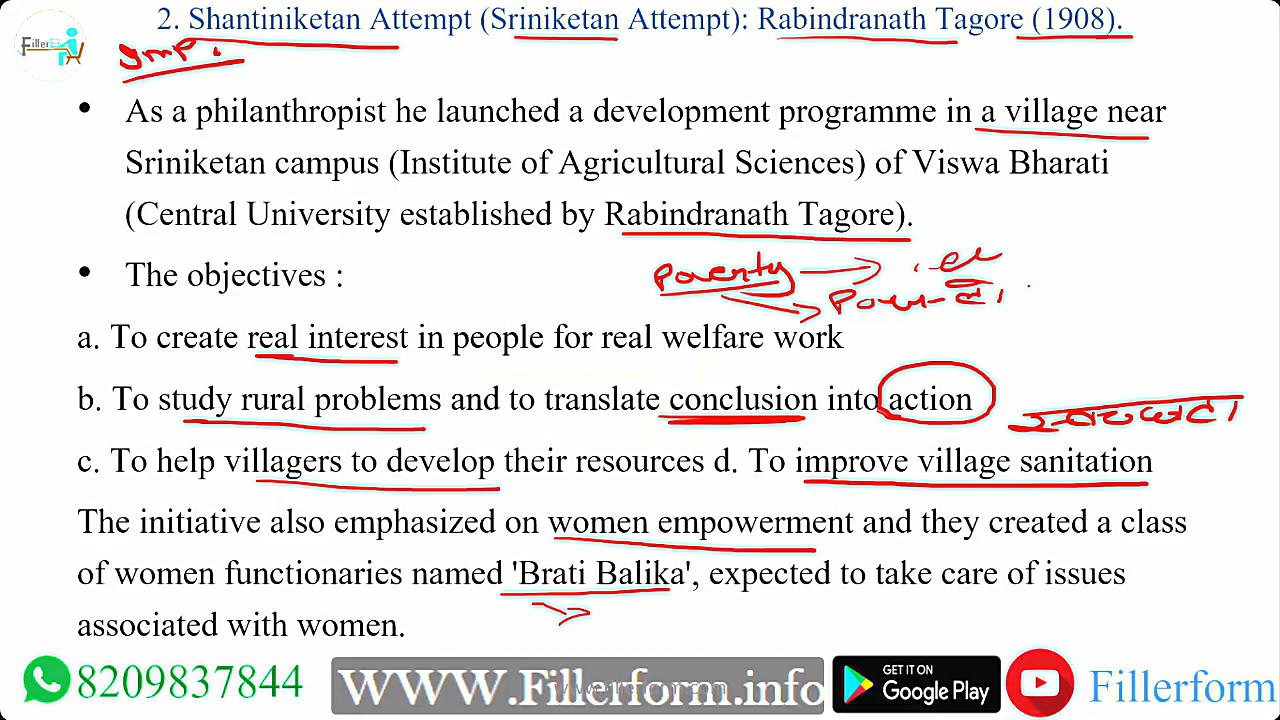 2. Shantiniketan Attempt (Sriniketan Attempt): Rabindranath Tagore (1908).
Filler
Imp.
• As a philanthropist he launched a development programme in a village near
Sriniketan campus (Institute of Agricultural Sciences) of Viswa Bharati
(Central University established by Rabindranath Tagore).
• The objectives :
Poverty
a. To create real interest in people for real welfare work
b. To study rural problems and to translate conclusion into action
c. To help villagers to develop their resources d. To improve village sanitation
The initiative also emphasized on women empowerment and they created a class
of women functionaries named 'Brati Balika', expected to take care of issues
associated with women.
8209837844
www.Fillerform.info
GET IT ON
Google Play
Fillerform